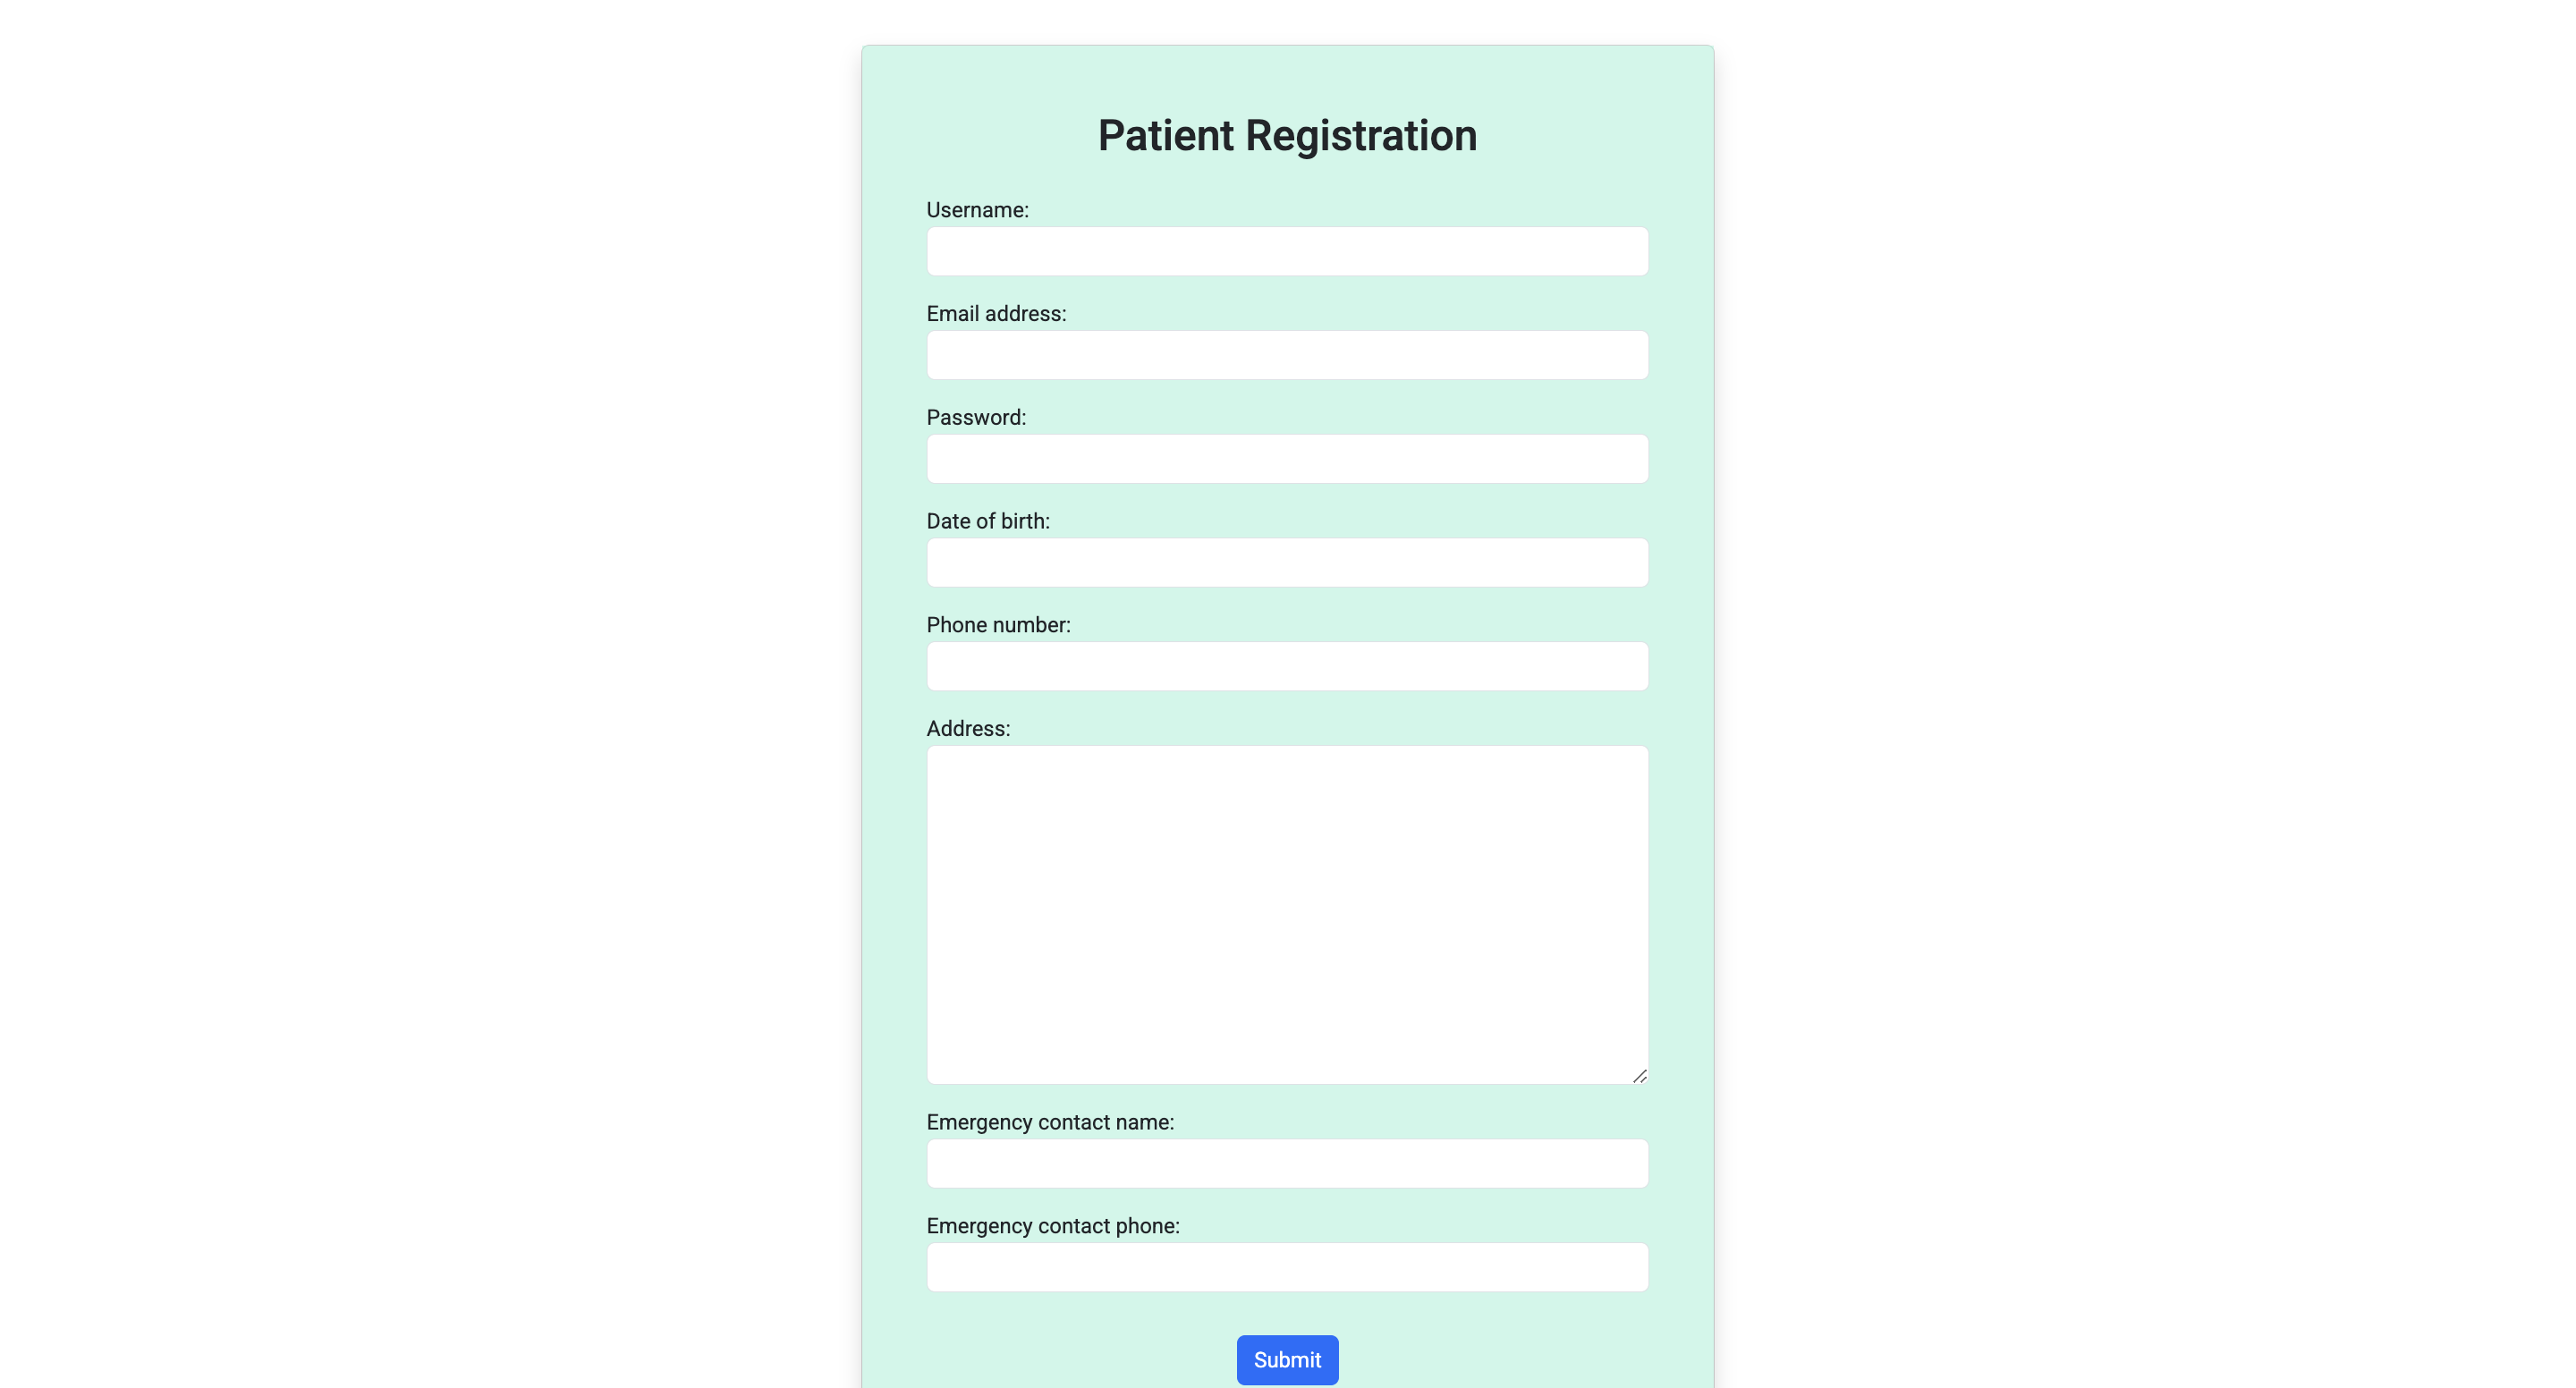 Patient Registration
Username:
Email address:
Password:
Date of birth:
Phone number:
Address:
Emergency contact name:
Emergency contact phone:
Submit